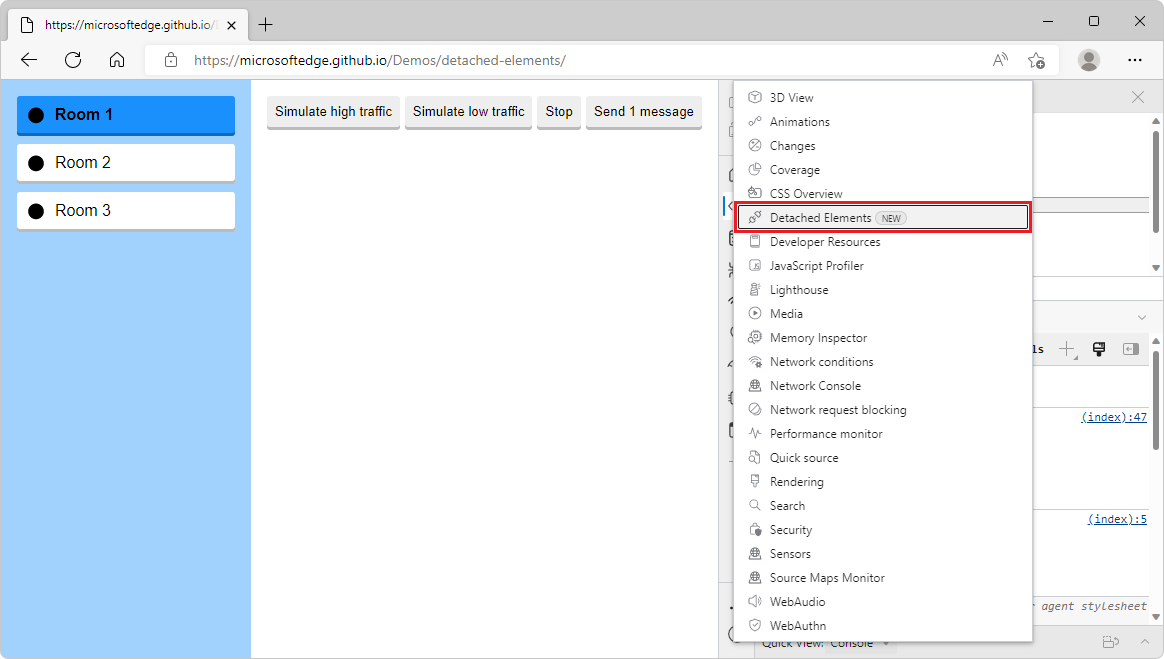 https://microsoftedge.github.io/
https://microsoftedge.github.io/Demos/detached-elements/
Room 1
Room 2
Room 3
Simulate high traffic
Simulate low traffic
Stop
Send 1 message
3D View
Animations
Changes
Coverage
CSS Overview
Detached Elements NEW
Developer Resources
JavaScript Profiler
Lighthouse
Media
Memory Inspector
Network conditions
Network Console
Network request blocking
Performance monitor
Quick source
Rendering
Search
Security
Sensors
Source Maps Monitor
WebAudio
WebAuthn
ls
(index):47
(index):5
agent stylesheet
Quick View: Console